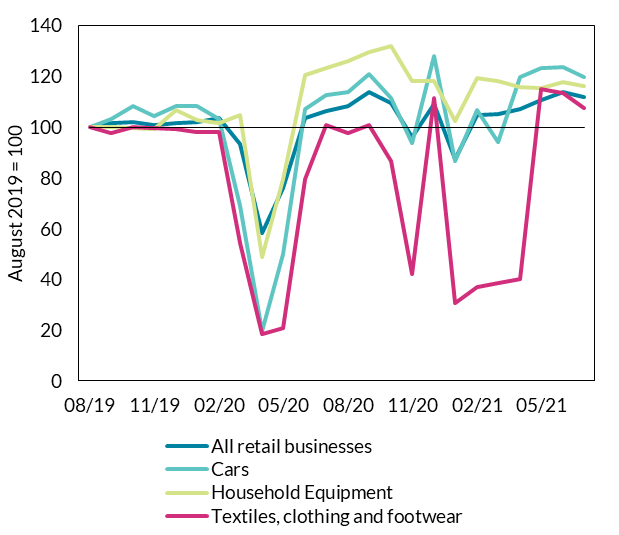 140
120
100
80
60
40
20
0
August 2019 = 100
08/19 11/19 02/20 05/20 08/20 11/20 02/21 05/21
All retail businesses
Cars
Household Equipment
Textiles, clothing and footwear